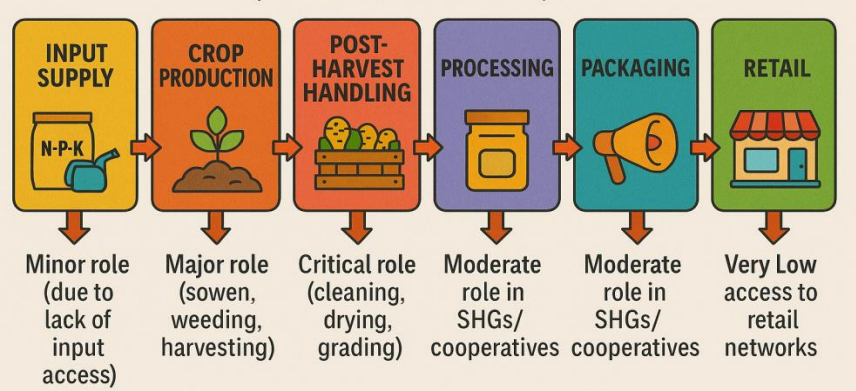 INPUT
SUPPLY
N-P-K
CROP
PRODUCTION
POST-
HARVEST
HANDLING
PROCESSING
PACKAGING
RETAIL
Minor role
(due to
lack of
input
access)
Major role
(sowen,
weeding,
harvesting)
Critical role
(cleaning,
drying,
grading)
Moderate
role in
SHGs/
cooperatives
Moderate
role in
SHGs/
cooperatives
Very Low
access to
retail
networks